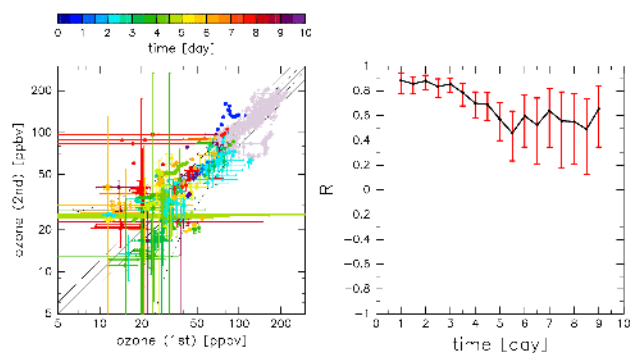 0 1 2 3 4 5 6 7 8 9 10
time [day]
ozone (2nd) [ppbv]
200
100
50
20
10
5
5 10 20 50 100 200
ozone (1st) [ppbv]
R
1
0.8
0.6
0.4
0.2
0
-0.2
-0.4
-0.6
-0.8
-1
0 1 2 3 4 5 6 7 8 9 10
time [day]